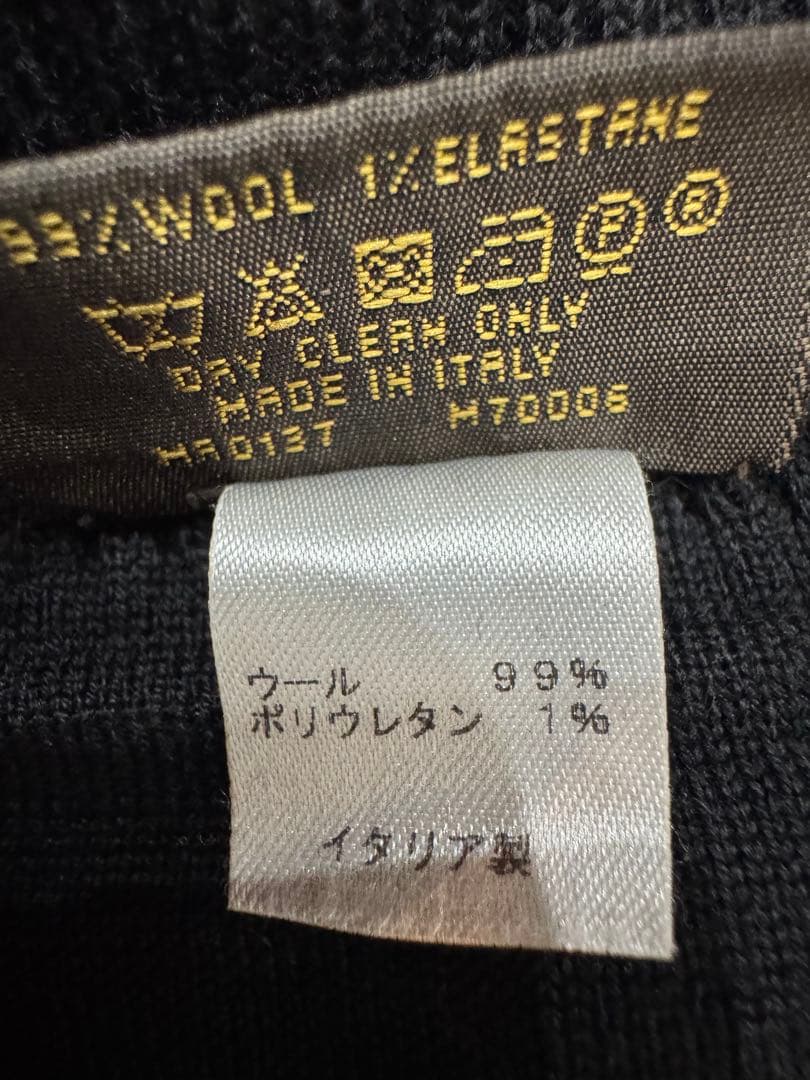 99% WOOL 1% ELASTANE
P R
DRY CLEAN ONLY
MADE IN ITALY
MA0127 M70006
ウール 99%
ポリウレタン 1%
イタリア製